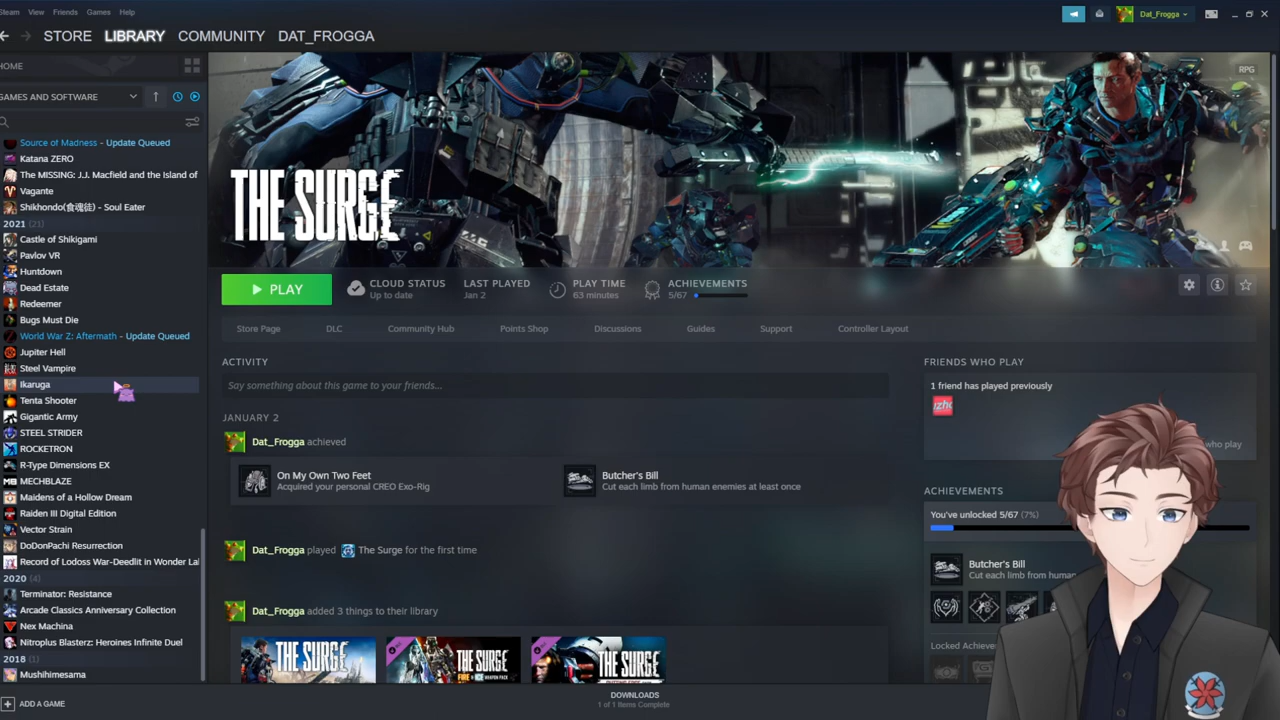 Steam View Friends Games Help
Dat_Frogga
STORE LIBRARY COMMUNITY DAT_FROGGA
HOME
GAMES AND SOFTWARE
Source of Madness - Update Queued
Katana ZERO
The MISSING: J.J. Macfield and the Island of
Vagante
Shikhondo(食魂徒) - Soul Eater
2021 (21)
Castle of Shikigami
Pavlov VR
Huntdown
Dead Estate
Redeemer
Bugs Must Die
World War Z: Aftermath - Update Queued
Jupiter Hell
Steel Vampire
Ikaruga
Tenta Shooter
Gigantic Army
STEEL STRIDER
ROCKETRON
R-Type Dimensions EX
MECHBLAZE
Maidens of a Hollow Dream
Raiden III Digital Edition
Vector Strain
DoDonPachi Resurrection
Record of Lodoss War-Deedlit in Wonder La
2020 (4)
Terminator: Resistance
Arcade Classics Anniversary Collection
Nex Machina
Nitroplus Blasterz: Heroines Infinite Duel
2018 (1)
Mushihimesama
ADD A GAME
RPG
THE SURGE
PLAY
CLOUD STATUS
Up to date
LAST PLAYED
Jan 2
PLAY TIME
63 minutes
ACHIEVEMENTS
5/67
Store Page DLC Community Hub Points Shop Discussions Guides Support Controller Layout
ACTIVITY
Say something about this game to your friends...
JANUARY 2
Dat_Frogga achieved
On My Own Two Feet
Acquired your personal CREO Exo-Rig
Butcher's Bill
Cut each limb from human enemies at least once
Dat_Frogga played The Surge for the first time
Dat_Frogga added 3 things to their library
THE SURGE
THE SURGE
THE SURGE
FRIENDS WHO PLAY
1 friend has played previously
who play
ACHIEVEMENTS
You've unlocked 5/67 (7%)
Butcher's Bill
Cut each limb from human
Locked Achieve
DOWNLOADS
1 of 1 Items Complete